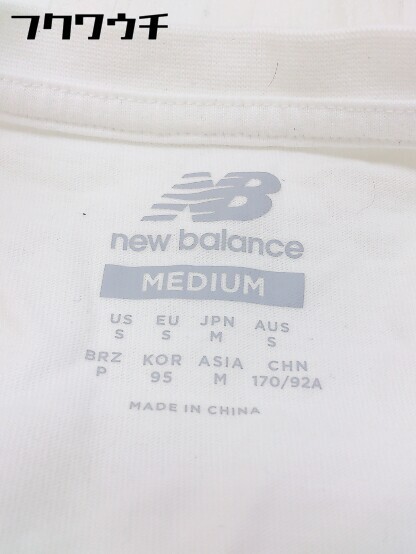 フクワウチ
NB
new balance
MEDIUM
US EU JPN AUS
S S M S
BRZ KOR ASIA CHN
P 95 M 170/92A
MADE IN CHINA